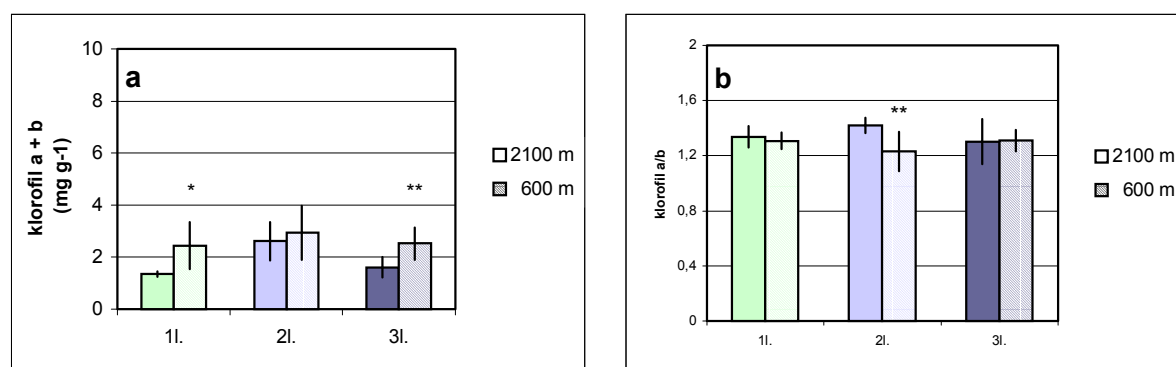 a
klorofil a + b
(mg g-1)
10
8
6
4
2
0
*
**
1l.
2l.
3l.
2100 m
600 m
b
klorofil a/b
2
1,6
1,2
0,8
0,4
0
**
1l.
2l.
3l.
2100 m
600 m